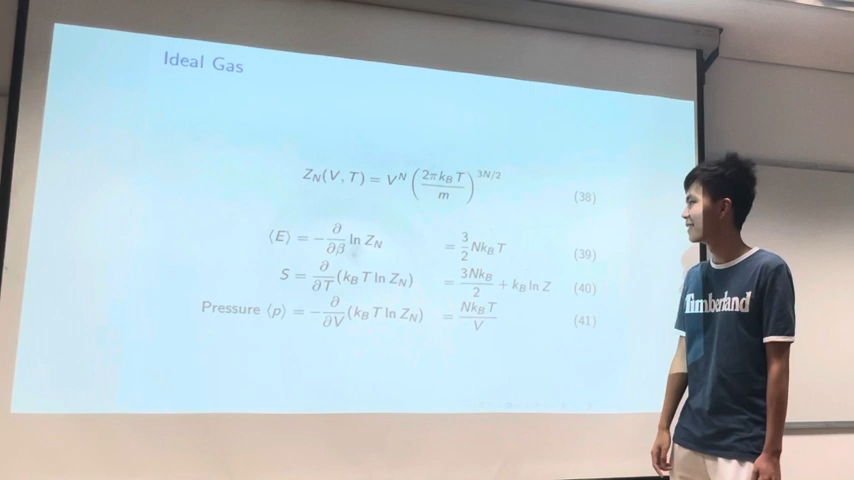 Ideal Gas
Z_N(V, T) = V^N (2πk_B T / m)^{3N/2} (38)
⟨E⟩ = −∂/∂β ln Z_N = 3/2 Nk_B T (39)
S = ∂/∂T (k_B T ln Z_N) = 3Nk_B/2 + k_B ln Z (40)
Pressure ⟨p⟩ = −∂/∂V (k_B T ln Z_N) = Nk_B T/V (41)
Timberland